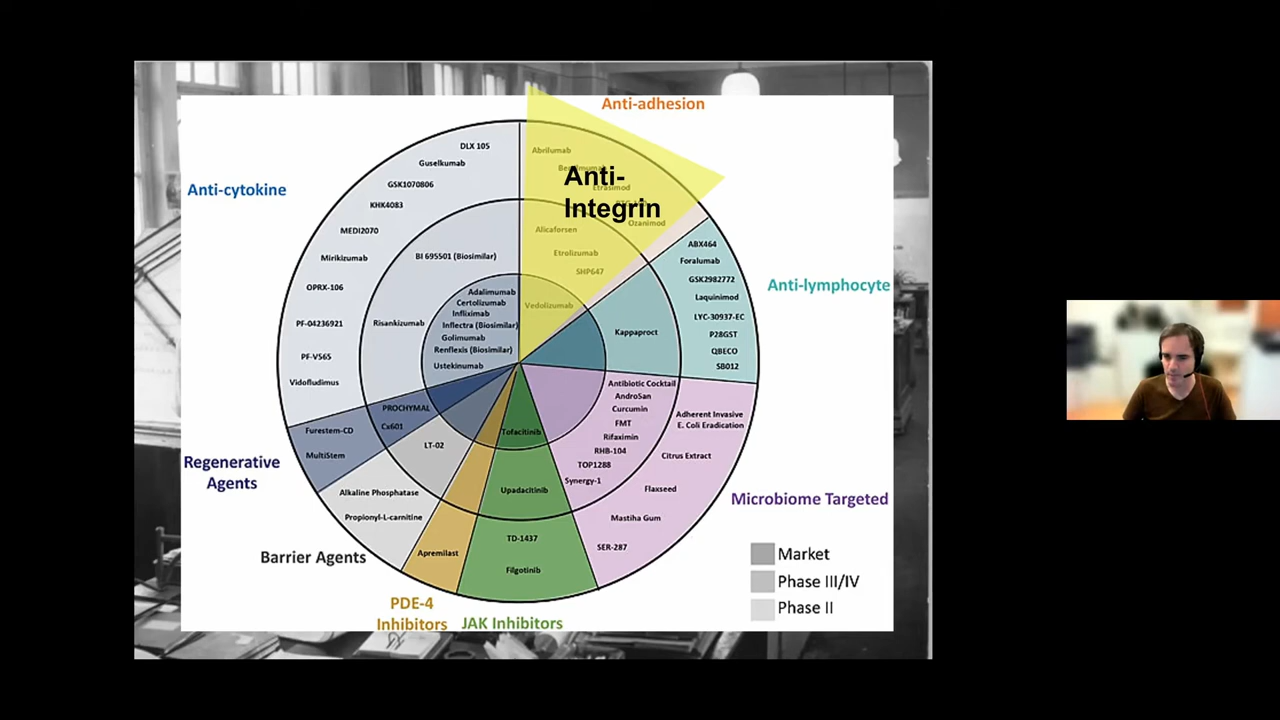 Anti-adhesion
Abrilumab
Etrasimod
Ozanimod
Alicaforsen
Etrolizumab
SHP647
Vedolizumab
Anti-
Integrin
Anti-cytokine
DLX 105
Guselkumab
GSK1070806
KHK4083
MEDI2070
Mirikizumab
OPRX-106
PF-04236921
PF-V565
Vidofludimus
BI 695501 (Biosimilar)
Risankizumab
Adalimumab
Certolizumab
Infliximab
Inflectra (Biosimilar)
Golimumab
Renflexis (Biosimilar)
Ustekinumab
Anti-lymphocyte
ABX464
Foralumab
GSK2982772
Laquinimod
LYC-30937-EC
P28GST
QBECO
SB012
Kappaproct
Microbiome Targeted
Antibiotic Cocktail
AndroSan
Curcumin
FMT
Rifaximin
RHB-104
TOP1288
Synergy-1
Adherent Invasive
E. Coli Eradication
Citrus Extract
Flaxseed
Mastiha Gum
SER-287
Regenerative
Agents
PROCHYMAL
Cx601
Furestem-CD
MultiStem
Barrier Agents
LT-02
Alkaline Phosphatase
Propionyl-L-carnitine
PDE-4
Inhibitors
Apremilast
JAK Inhibitors
Tofacitinib
Upadacitinib
TD-1437
Filgotinib
Market
Phase III/IV
Phase II